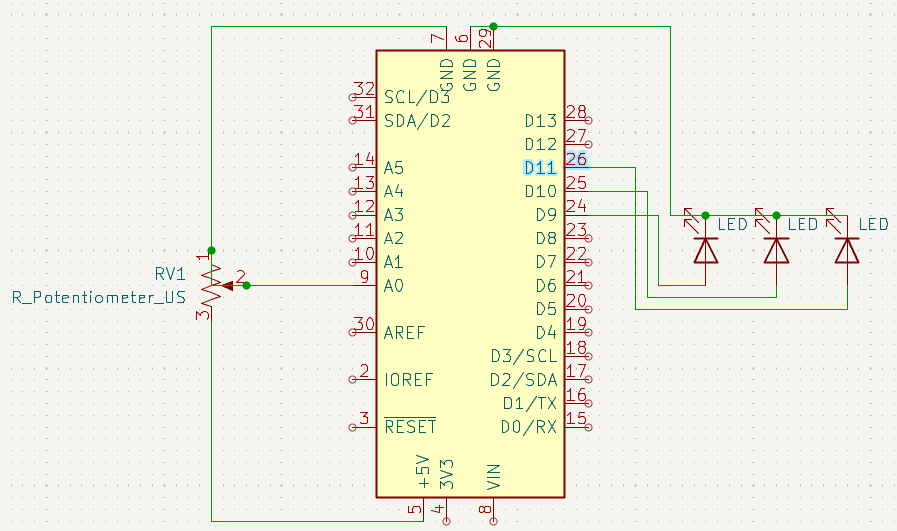 7
6
29
GND
GND
GND
32
SCL/D3
31
SDA/D2
28
D13
27
D12
14
A5
26
D11
13
A4
25
D10
12
A3
24
D9
LED
LED
LED
11
A2
23
D8
10
A1
22
D7
1
RV1
2
9
A0
21
D6
R_Potentiometer_US
3
20
D5
30
AREF
19
D4
18
D3/SCL
2
IOREF
17
D2/SDA
16
D1/TX
3
RESET
15
D0/RX
+5V
3V3
VIN
5
4
8